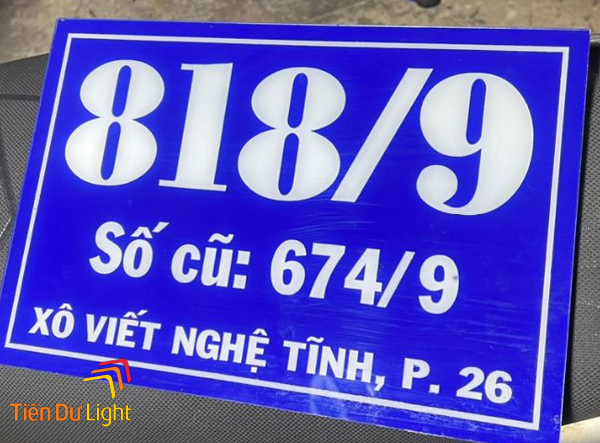 818/9
Số cũ: 674/9
XÔ VIẾT NGHỆ TĨNH, P. 26
Tiến Dư Light